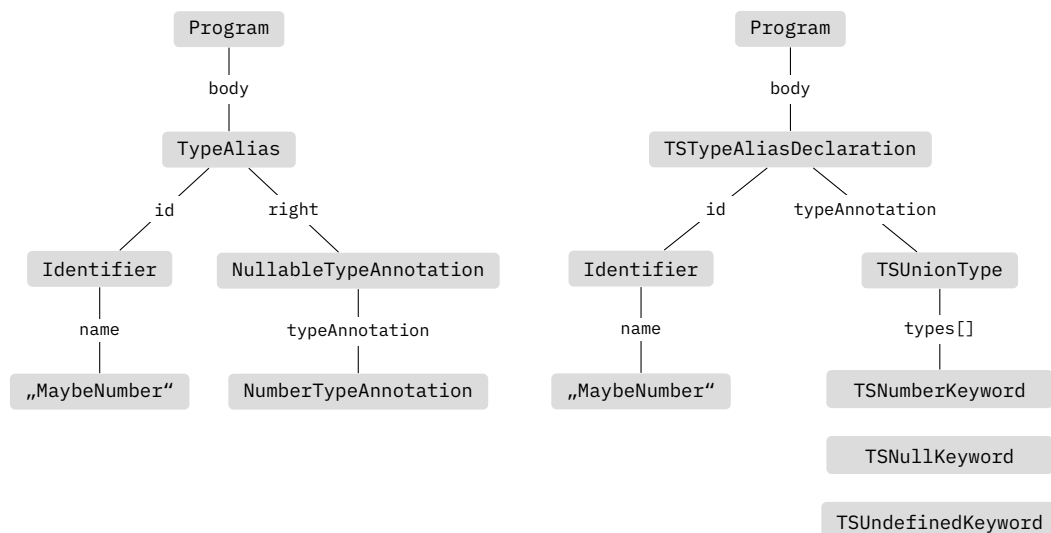 Program
body
TypeAlias
id
right
Identifier
NullableTypeAnnotation
name
typeAnnotation
„MaybeNumber“
NumberTypeAnnotation
Program
body
TSTypeAliasDeclaration
id
typeAnnotation
Identifier
TSUnionType
name
types[]
„MaybeNumber“
TSNumberKeyword
TSNullKeyword
TSUndefinedKeyword